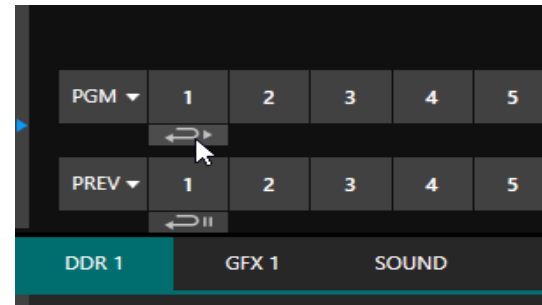 PGM 1 2 3 4 5
PREV 1 2 3 4 5
DDR 1 GFX 1 SOUND